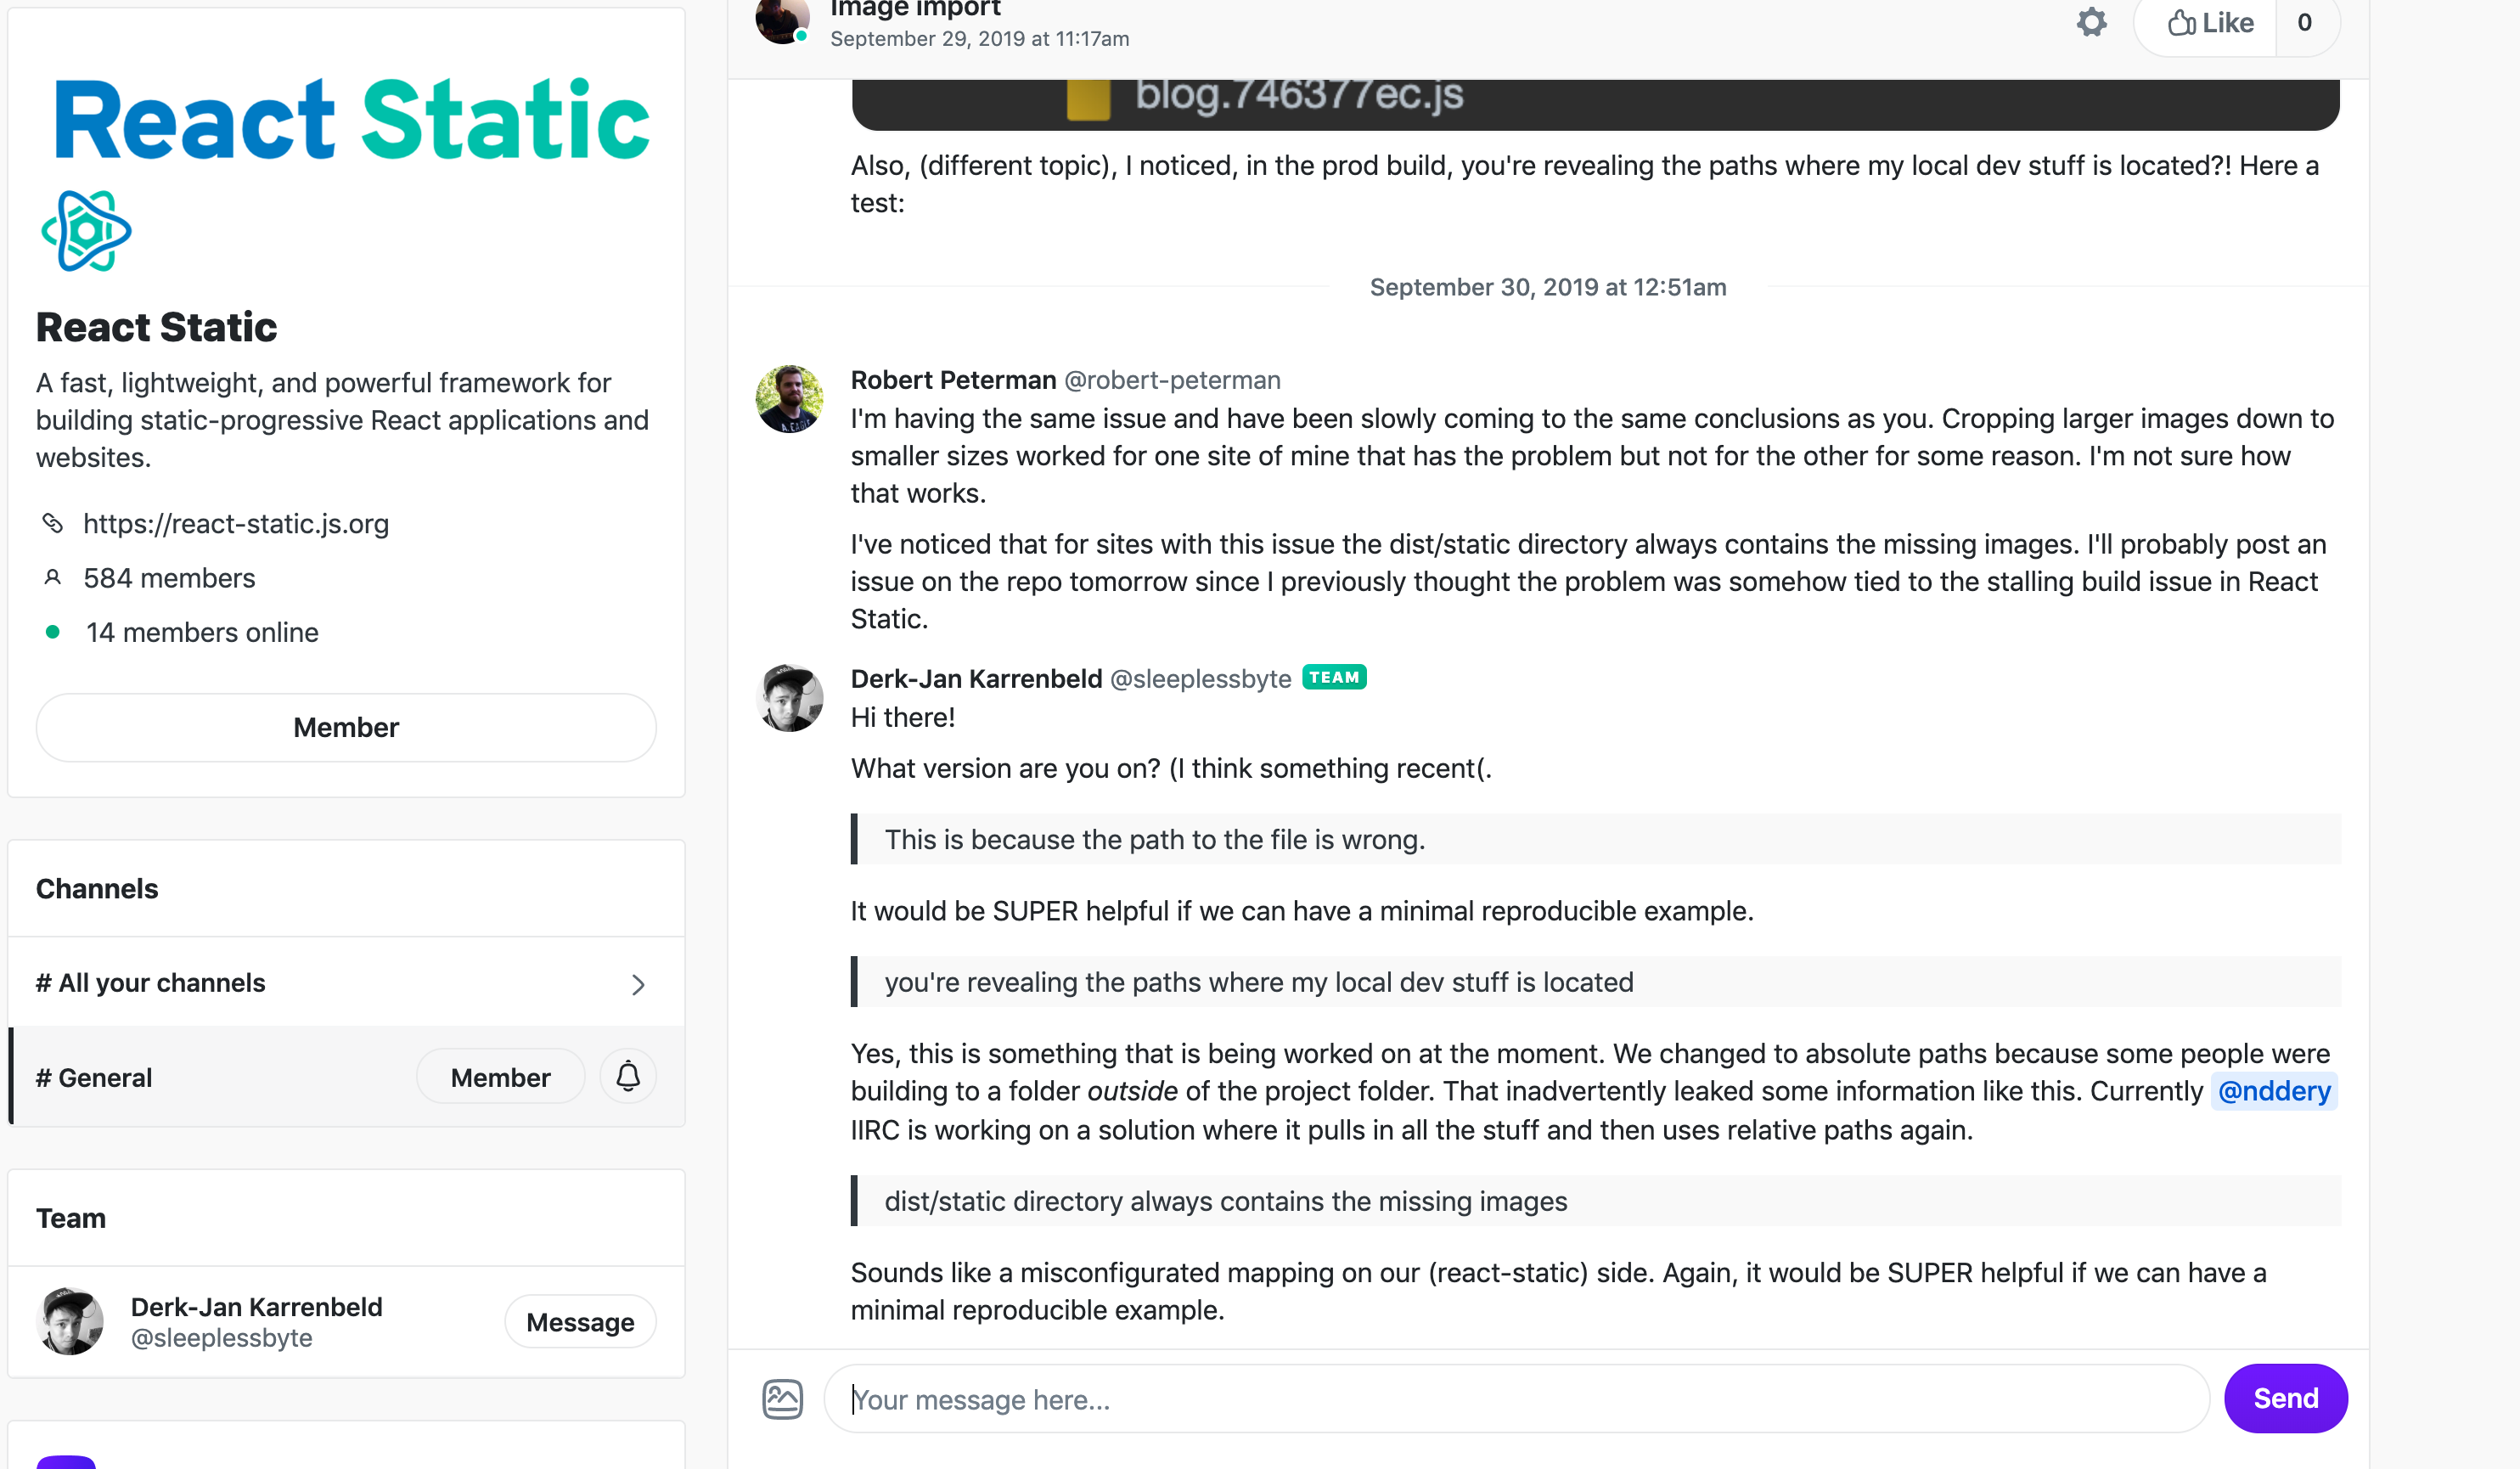 React Static
React Static
A fast, lightweight, and powerful framework for
building static-progressive React applications and
websites.
https://react-static.js.org
584 members
14 members online
Member
Channels
# All your channels
# General
Member
Team
Derk-Jan Karrenbeld
@sleeplessbyte
Message
Image import
September 29, 2019 at 11:17am
Like
0
blog.746377ec.js
Also, (different topic), I noticed, in the prod build, you're revealing the paths where my local dev stuff is located?! Here a
test:
September 30, 2019 at 12:51am
Robert Peterman @robert-peterman
I'm having the same issue and have been slowly coming to the same conclusions as you. Cropping larger images down to
smaller sizes worked for one site of mine that has the problem but not for the other for some reason. I'm not sure how
that works.
I've noticed that for sites with this issue the dist/static directory always contains the missing images. I'll probably post an
issue on the repo tomorrow since I previously thought the problem was somehow tied to the stalling build issue in React
Static.
Derk-Jan Karrenbeld @sleeplessbyte TEAM
Hi there!
What version are you on? (I think something recent(.
This is because the path to the file is wrong.
It would be SUPER helpful if we can have a minimal reproducible example.
you're revealing the paths where my local dev stuff is located
Yes, this is something that is being worked on at the moment. We changed to absolute paths because some people were
building to a folder outside of the project folder. That inadvertently leaked some information like this. Currently @nddery
IIRC is working on a solution where it pulls in all the stuff and then uses relative paths again.
dist/static directory always contains the missing images
Sounds like a misconfigurated mapping on our (react-static) side. Again, it would be SUPER helpful if we can have a
minimal reproducible example.
Your message here...
Send